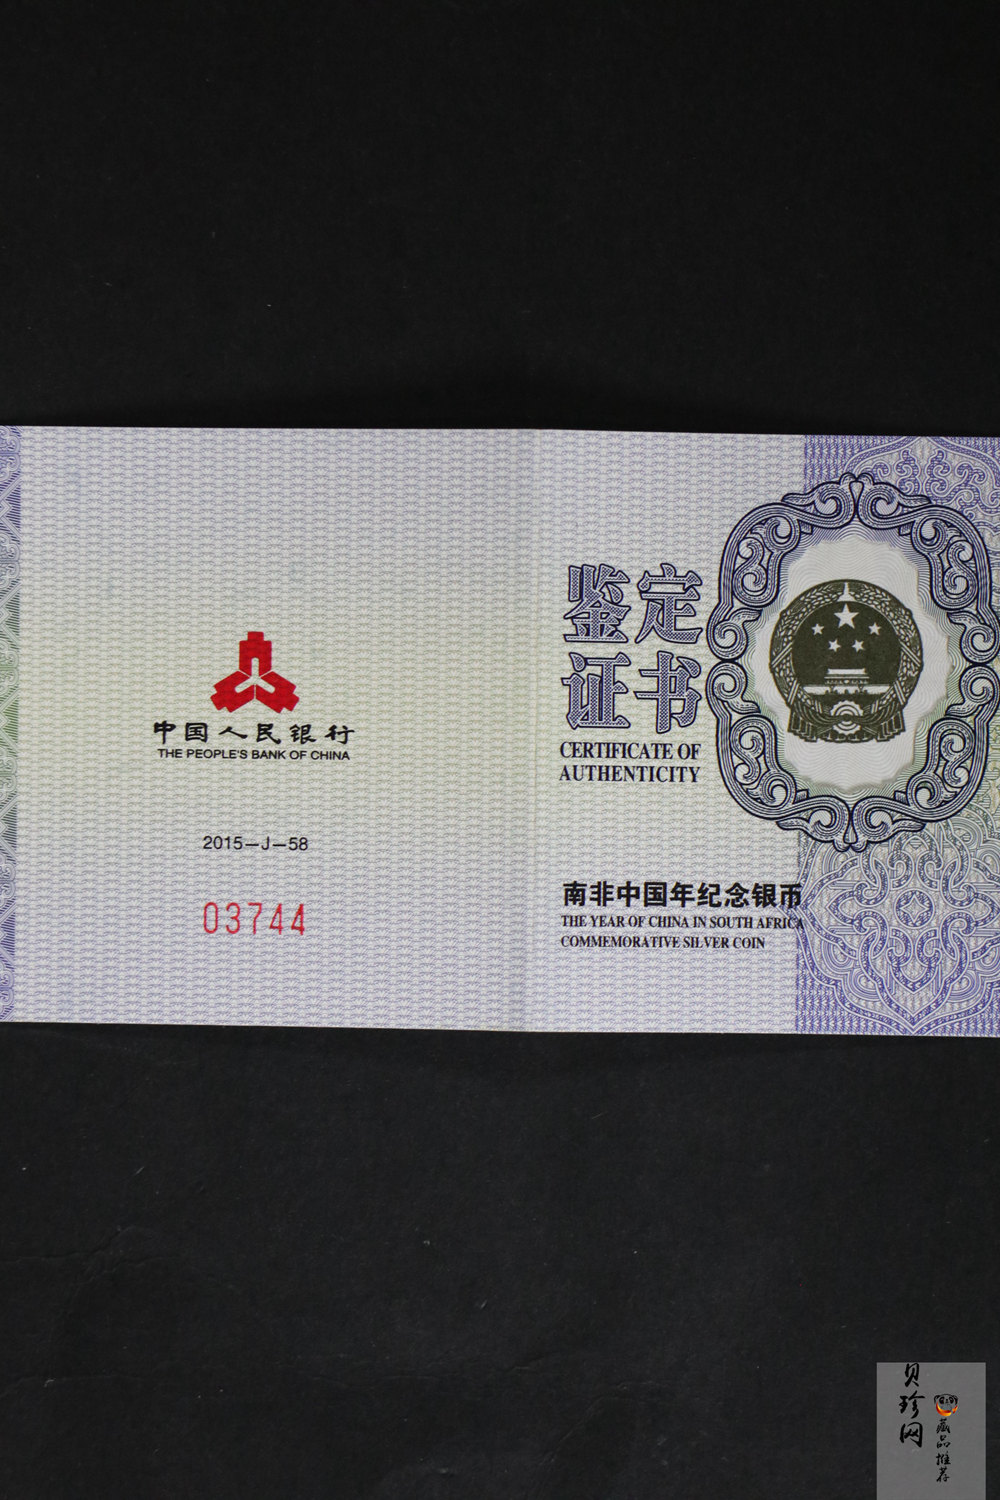 中国人民银行
THE PEOPLE'S BANK OF CHINA
2015-J-58
03744
鉴定
证书
CERTIFICATE OF
AUTHENTICITY
南非中国年纪念银币
THE YEAR OF CHINA IN SOUTH AFRICA
COMMEMORATIVE SILVER COIN
贝珍网
藏品推荐